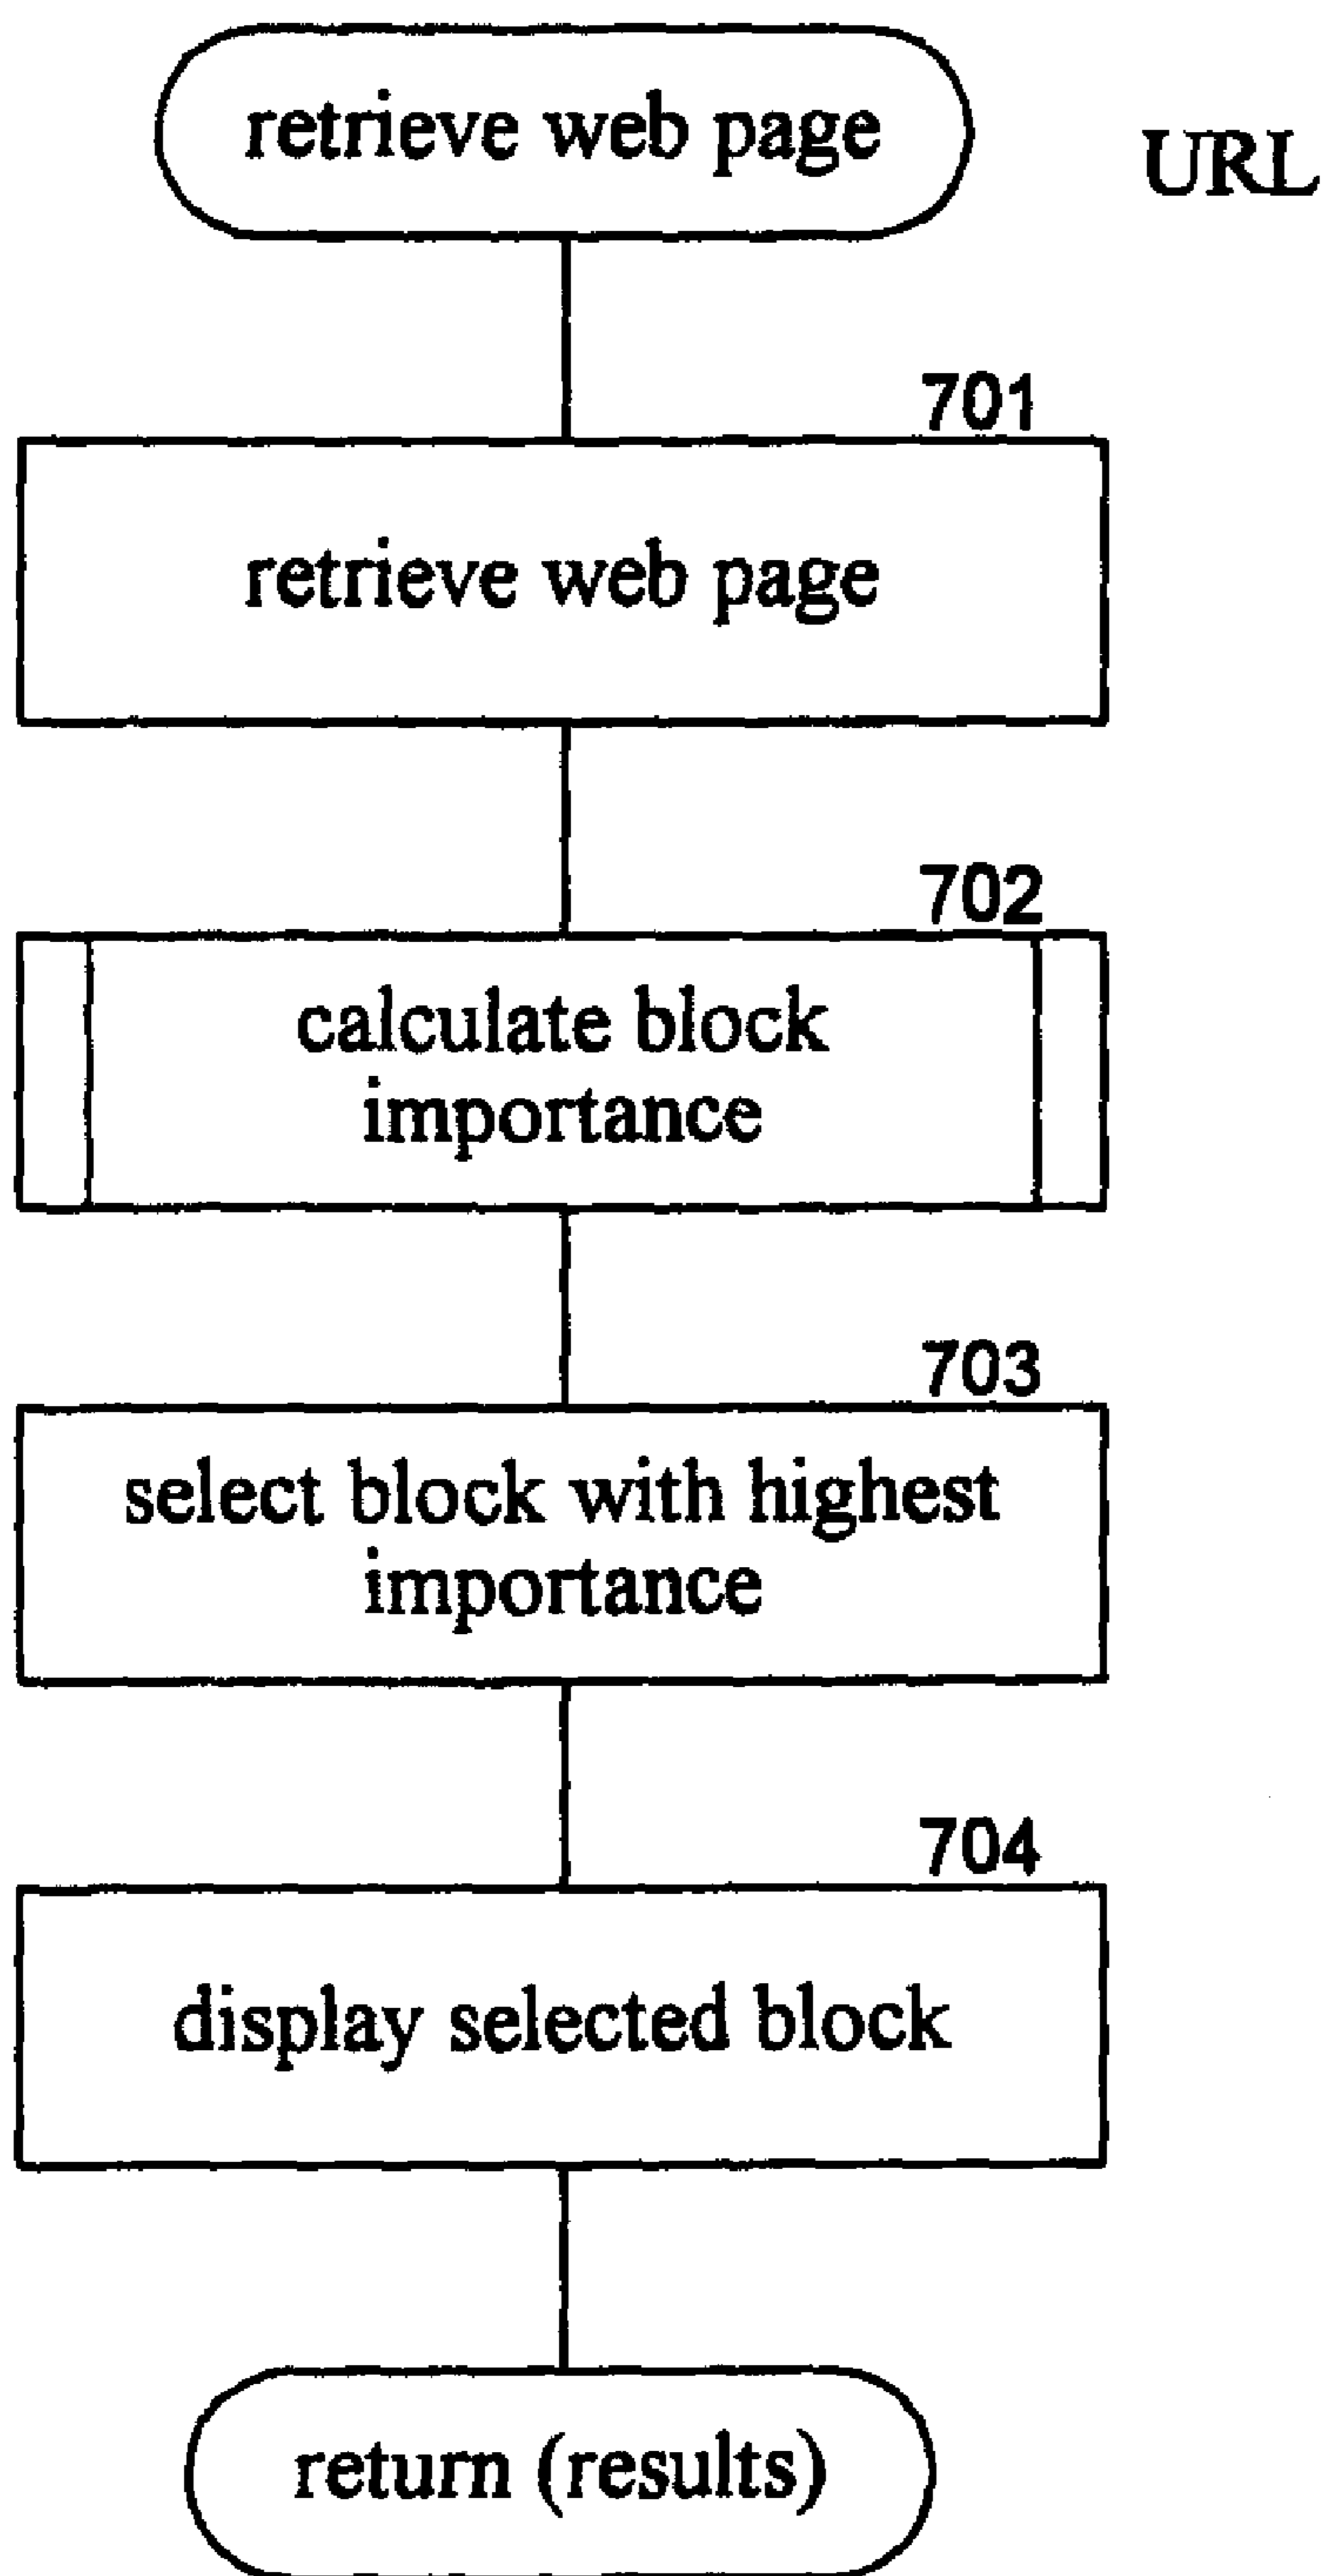 retrieve web page
URL
701
retrieve web page
702
calculate block
importance
703
select block with highest
importance
704
display selected block
return (results)